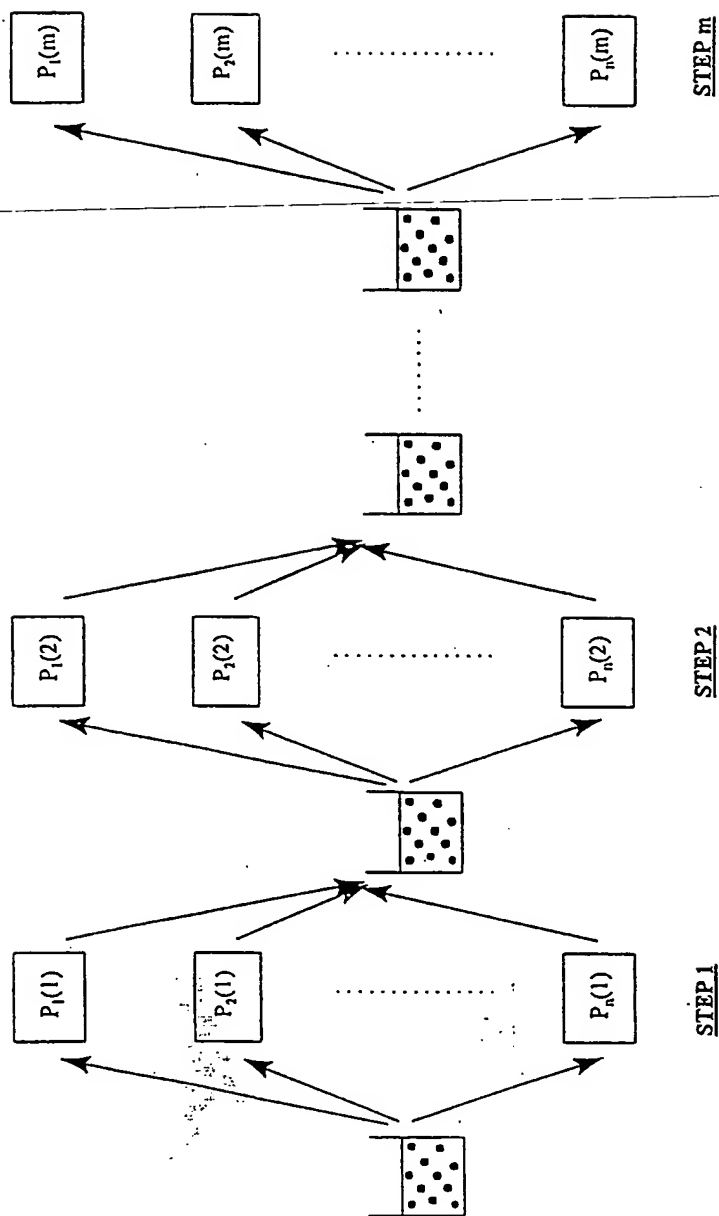 P₁(1)
P₂(1)
Pₙ(1)
STEP 1
P₁(2)
P₂(2)
Pₙ(2)
STEP 2
P₁(m)
P₂(m)
Pₙ(m)
STEP m